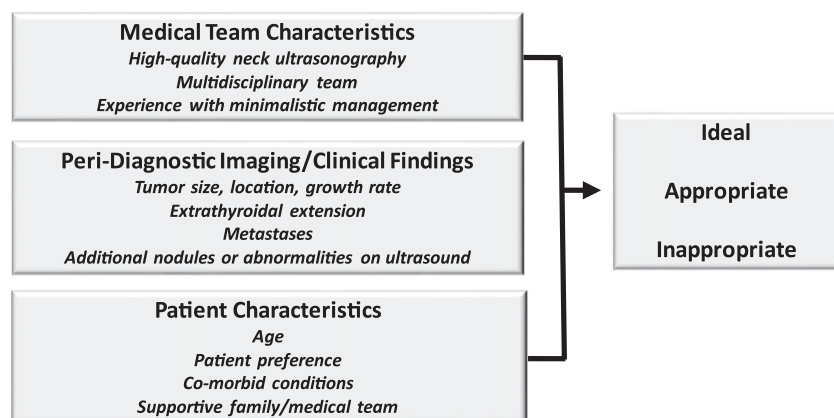 Medical Team Characteristics
High-quality neck ultrasonography
Multidisciplinary team
Experience with minimalistic management
Peri-Diagnostic Imaging/Clinical Findings
Tumor size, location, growth rate
Extrathyroidal extension
Metastases
Additional nodules or abnormalities on ultrasound
Patient Characteristics
Age
Patient preference
Co-morbid conditions
Supportive family/medical team
Ideal
Appropriate
Inappropriate